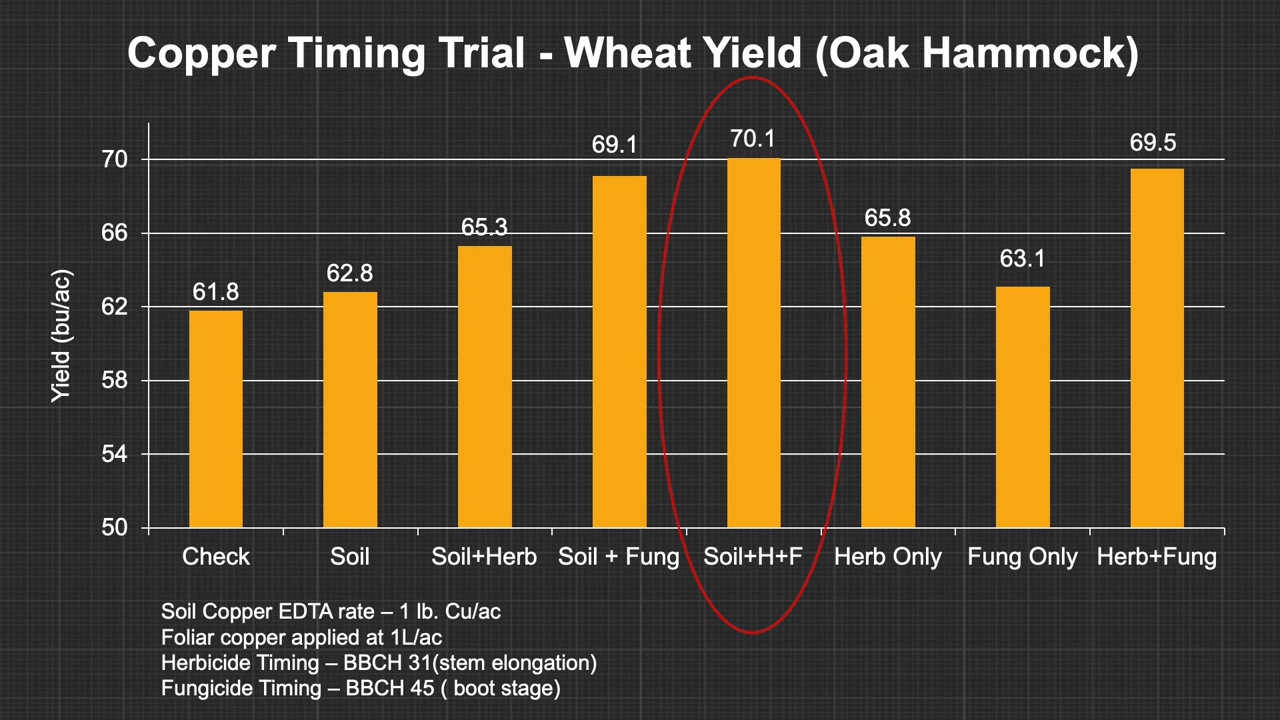 Copper Timing Trial - Wheat Yield (Oak Hammock)
Yield (bu/ac)
70
66
62
58
54
50
61.8
62.8
65.3
69.1
70.1
65.8
63.1
69.5
Check
Soil
Soil+Herb
Soil + Fung
Soil+H+F
Herb Only
Fung Only
Herb+Fung
Soil Copper EDTA rate – 1 lb. Cu/ac
Foliar copper applied at 1L/ac
Herbicide Timing – BBCH 31(stem elongation)
Fungicide Timing – BBCH 45 ( boot stage)